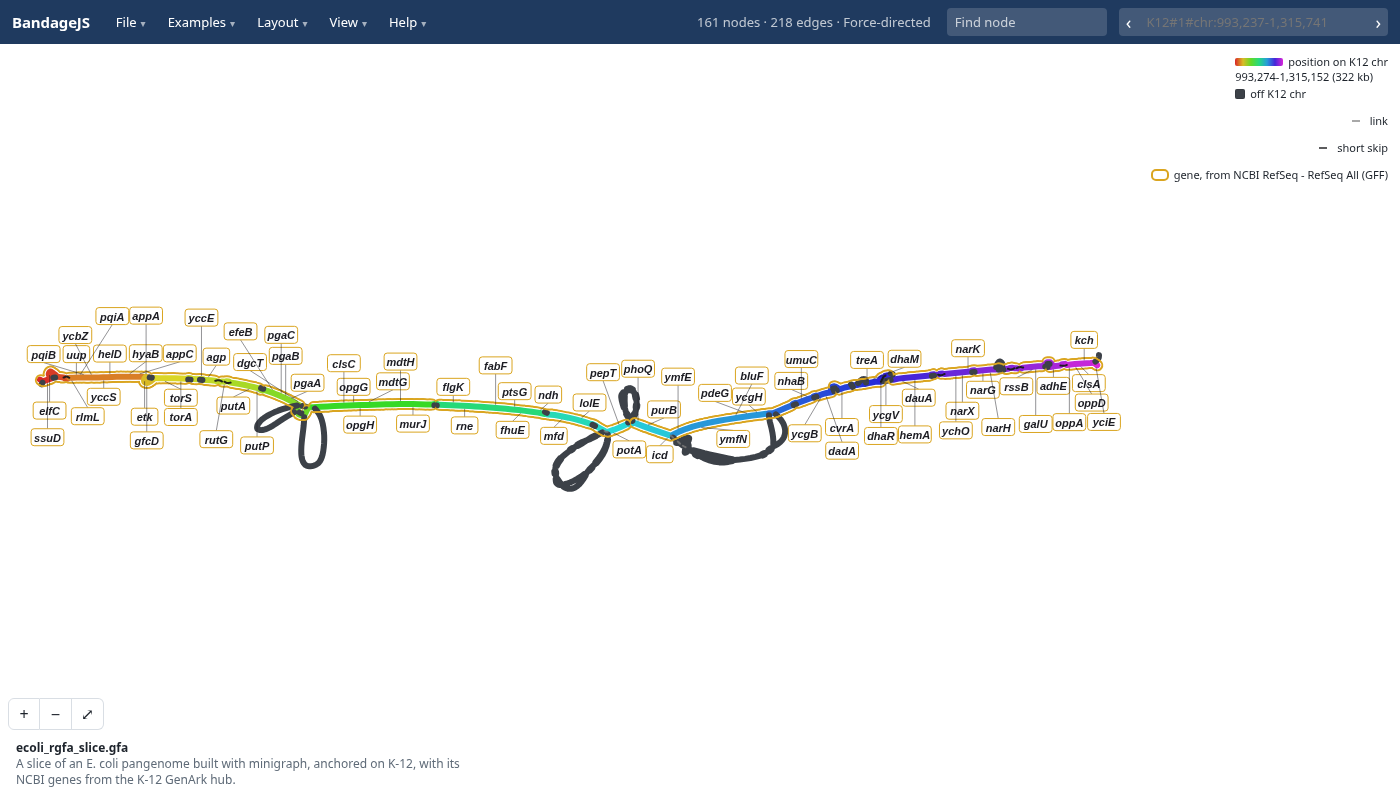 BandageJS File ▾ Examples ▾ Layout ▾ View ▾ Help ▾ 161 nodes · 218 edges · Force-directed Find node ‹ K12#1#chr:993,237-1,315,741 ›
position on K12 chr
993,274-1,315,152 (322 kb)
off K12 chr
link
short skip
gene, from NCBI RefSeq - RefSeq All (GFF)
pqiA appA yccE
ycbZ efeB pgaC kch
pqiB uup helD hyaB appC agp dgcT pgaB narK
clsC mdtH fabF pepT phoQ umuC treA dhaM
pgaA opgG mdtG flgK ptsG ndh ymfE bluF nhaB narG rssB adhE clsA
yccS torS putA lolE purB pdeG ycgH dauA oppD
elfC rlmL etk torA opgH murJ rne ycgV narX
ssuD gfcD rutG putP fhuE mfd ymfN ycgB cvrA dhaR hemA ychO narH galU oppA yciE
potA icd dadA
+ − ⤢
ecoli_rgfa_slice.gfa
A slice of an E. coli pangenome built with minigraph, anchored on K-12, with its
NCBI genes from the K-12 GenArk hub.